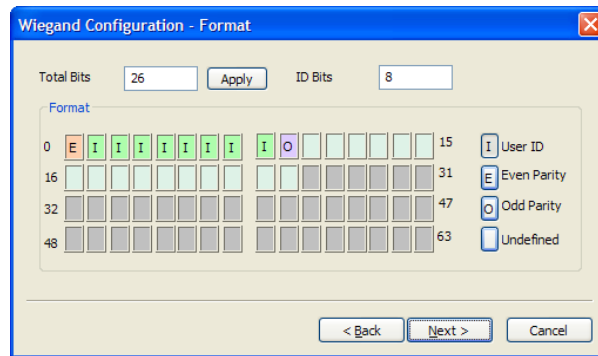 Wiegand Configuration - Format
Total Bits 26 Apply ID Bits 8
Format
0 E I I I I I I I I O 15 I User ID
16 31 E Even Parity
32 47 O Odd Parity
48 63 Undefined
< Back Next > Cancel